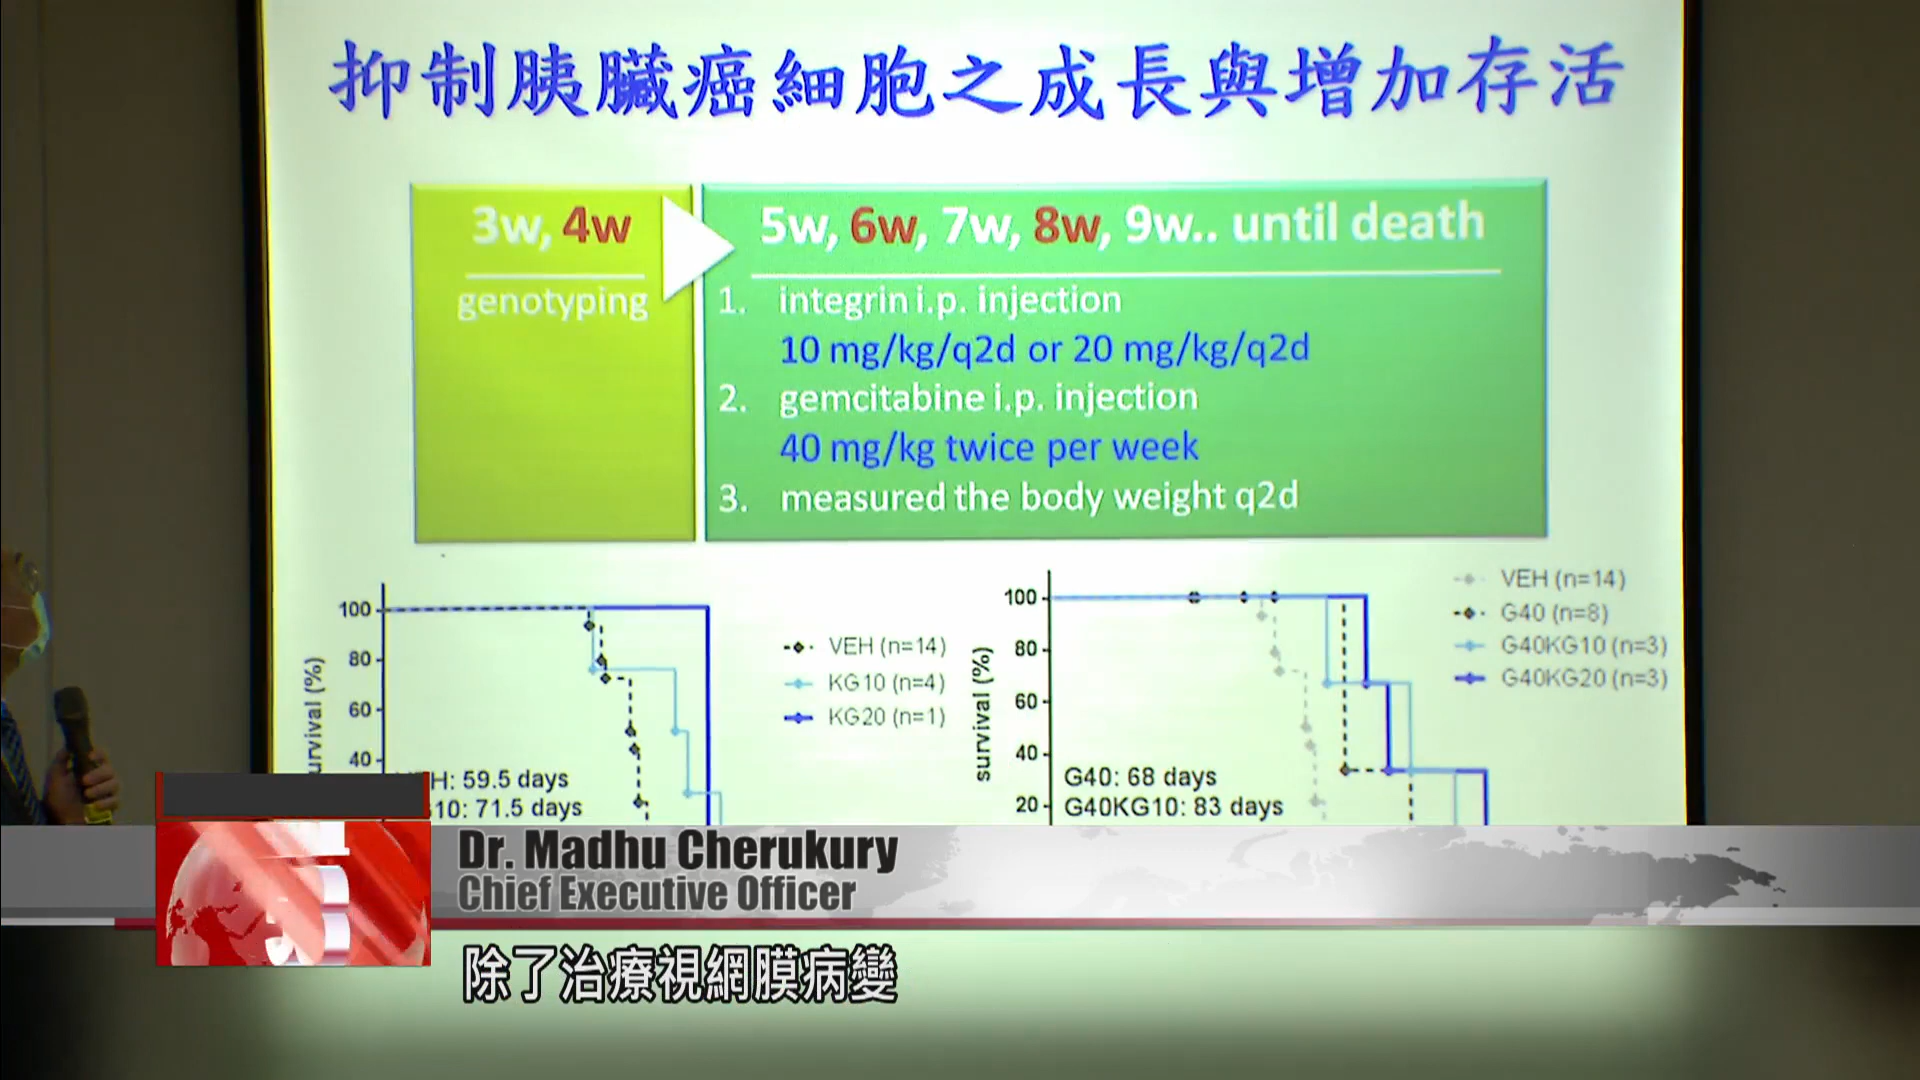 抑制胰臟癌細胞之成長與增加存活
3w, 4w
genotyping
5w, 6w, 7w, 8w, 9w.. until death
1. integrin i.p. injection
10 mg/kg/q2d or 20 mg/kg/q2d
2. gemcitabine i.p. injection
40 mg/kg twice per week
3. measured the body weight q2d
100
80
60
40
urvival (%)
VEH (n=14)
KG10 (n=4)
KG20 (n=1)
H: 59.5 days
10: 71.5 days
100
80
60
40
20
survival (%)
VEH (n=14)
G40 (n=8)
G40KG10 (n=3)
G40KG20 (n=3)
G40: 68 days
G40KG10: 83 days
Dr. Madhu Cherukury
Chief Executive Officer
除了治療視網膜病變